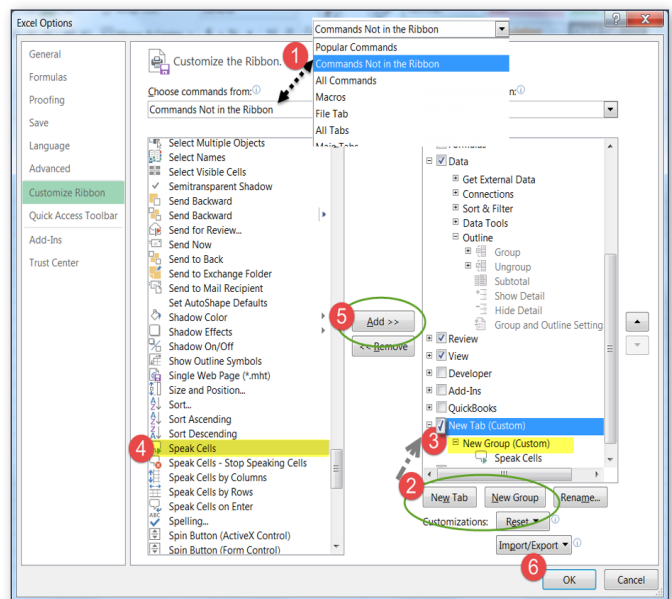 Excel Options
Commands Not in the Ribbon
Popular Commands
Commands Not in the Ribbon
All Commands
Macros
File Tab
All Tabs
General
Formulas
Proofing
Save
Language
Advanced
Customize Ribbon
Quick Access Toolbar
Add-Ins
Trust Center
1
Customize the Ribbon.
Choose commands from:
Commands Not in the Ribbon
Select Multiple Objects
Select Names
Select Visible Cells
Semitransparent Shadow
Send Backward
Send Backward
Send for Review...
Send Now
Send to Back
Send to Exchange Folder
Send to Mail Recipient
Set AutoShape Defaults
Shadow Color
Shadow Effects
Shadow On/Off
Show Outline Symbols
Single Web Page (*.mht)
Size and Position...
Sort...
Sort Ascending
Sort Descending
4
Speak Cells
Speak Cells - Stop Speaking Cells
Speak Cells by Columns
Speak Cells by Rows
Speak Cells on Enter
Spelling...
Spin Button (ActiveX Control)
Spin Button (Form Control)
5
Add >>
<< Remove
Data
Get External Data
Connections
Sort & Filter
Data Tools
Outline
Group
Ungroup
Subtotal
Show Detail
Hide Detail
Group and Outline Setting
Review
View
Developer
Add-Ins
QuickBooks
New Tab (Custom)
3
New Group (Custom)
Speak Cells
2
New Tab New Group Rename...
Customizations: Reset
Import/Export
6
OK Cancel